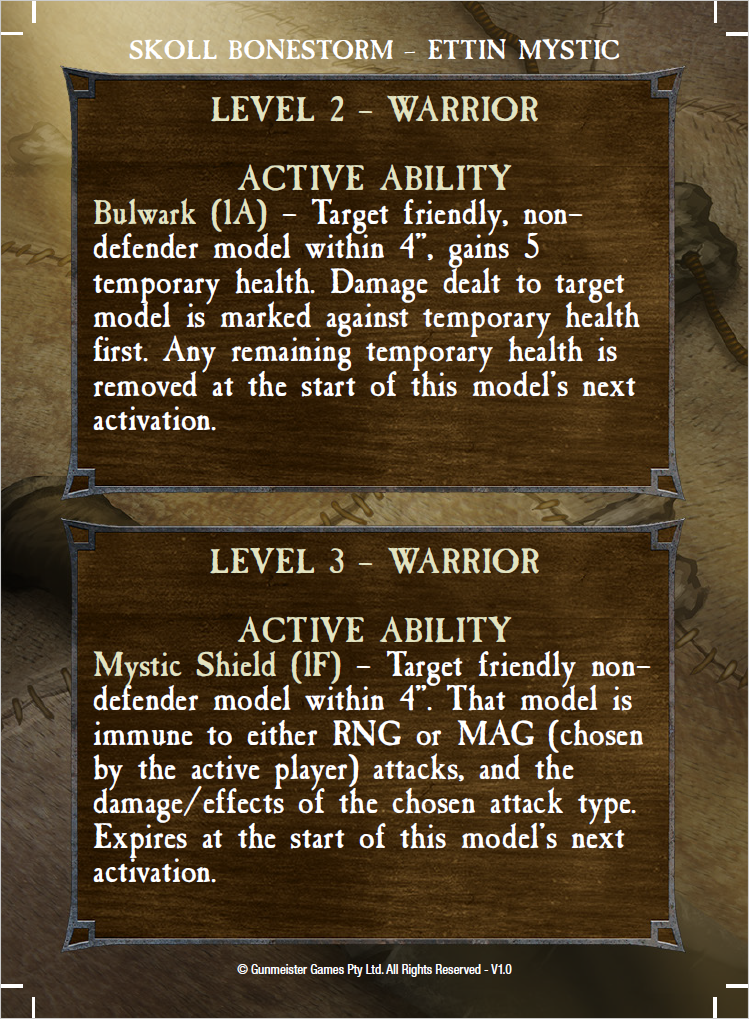 SKOLL BONESTORM – ETTIN MYSTIC
LEVEL 2 – WARRIOR
ACTIVE ABILITY
Bulwark (1A) – Target friendly, non–
defender model within 4”, gains 5
temporary health. Damage dealt to target
model is marked against temporary health
first. Any remaining temporary health is
removed at the start of this model’s next
activation.
LEVEL 3 – WARRIOR
ACTIVE ABILITY
Mystic Shield (1F) – Target friendly non–
defender model within 4”. That model is
immune to either RNG or MAG (chosen
by the active player) attacks, and the
damage/effects of the chosen attack type.
Expires at the start of this model’s next
activation.
© Gunmeister Games Pty Ltd. All Rights Reserved - V1.0